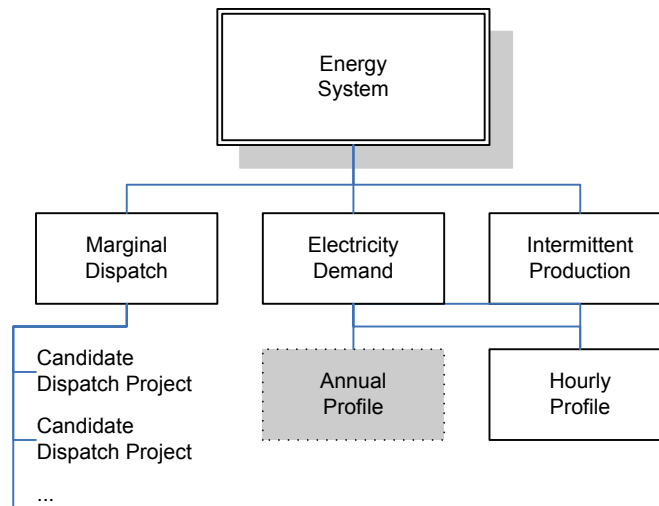 Energy
System
Marginal
Dispatch
Electricity
Demand
Intermittent
Production
Candidate
Dispatch Project
Candidate
Dispatch Project
...
Annual
Profile
Hourly
Profile